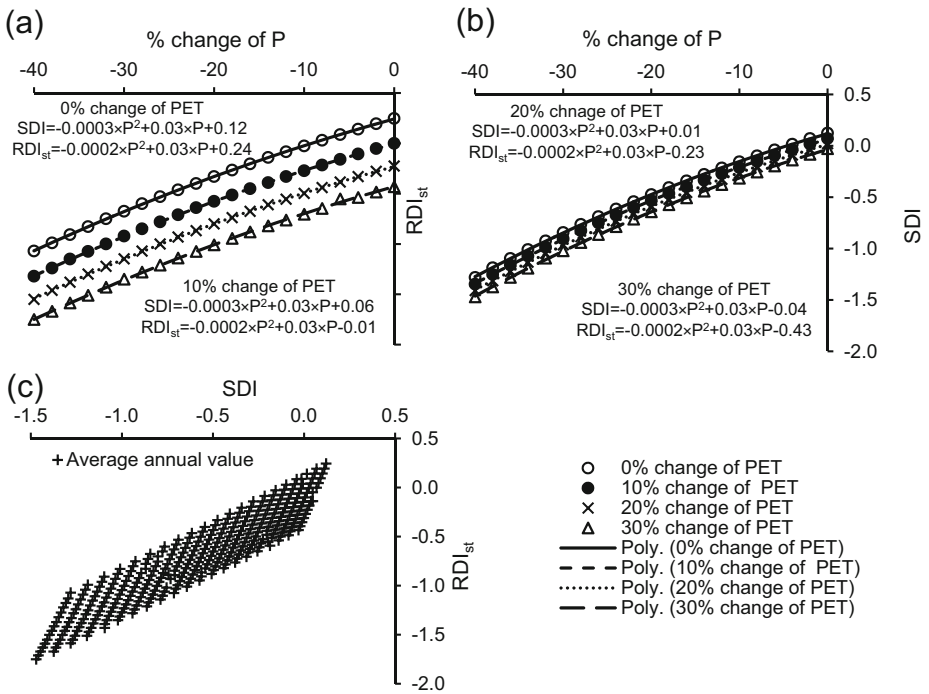 (a)
% change of P
-40 -30 -20 -10 0
0% change of PET
SDI=-0.0003×P²+0.03×P+0.12
RDIst=-0.0002×P²+0.03×P+0.24
10% change of PET
SDI=-0.0003×P²+0.03×P+0.06
RDIst=-0.0002×P²+0.03×P-0.01
RDIst
(b)
% change of P
-40 -30 -20 -10 0
20% chnage of PET
SDI=-0.0003×P²+0.03×P+0.01
RDIst=-0.0002×P²+0.03×P-0.23
30% change of PET
SDI=-0.0003×P²+0.03×P-0.04
RDIst=-0.0002×P²+0.03×P-0.43
0.5
0.0
-0.5
-1.0
-1.5
-2.0
SDI
(c)
SDI
-1.5 -1.0 -0.5 0.0 0.5
+Average annual value
0.5
0.0
-0.5
-1.0
-1.5
-2.0
RDIst
0% change of PET
10% change of PET
20% change of PET
30% change of PET
Poly. (0% change of PET)
Poly. (10% change of PET)
Poly. (20% change of PET)
Poly. (30% change of PET)